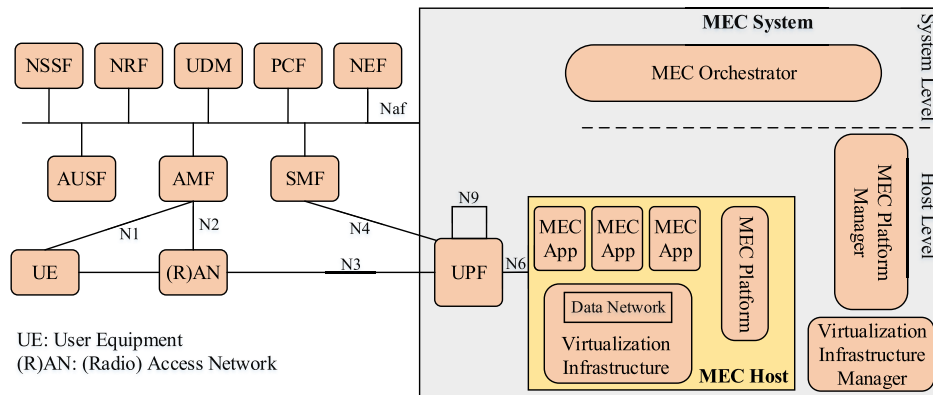 MEC System
System Level
NSSF
NRF
UDM
PCF
NEF
MEC Orchestrator
Naf
AUSF
AMF
SMF
MEC Platform
Manager
Host Level
N9
N1
N2
N4
MEC
App
MEC
App
MEC
App
MEC Platform
UE
(R)AN
N3
UPF
N6
Data Network
Virtualization
Infrastructure
Virtualization
Infrastructure
Manager
MEC Host
UE: User Equipment
(R)AN: (Radio) Access Network